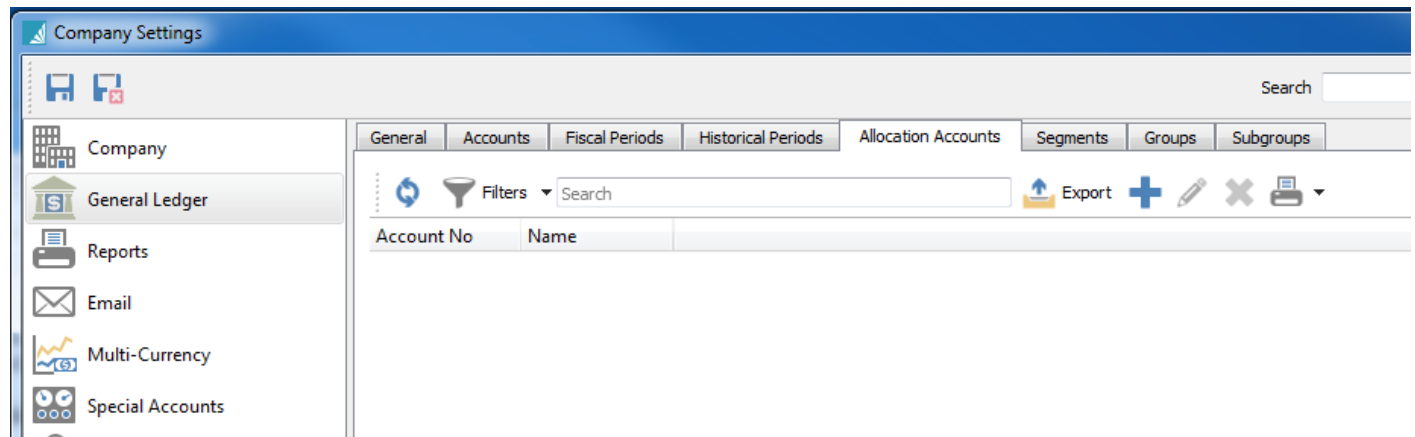 Company Settings
Search
Company
General Ledger
Reports
Email
Multi-Currency
Special Accounts
General Accounts Fiscal Periods Historical Periods Allocation Accounts Segments Groups Subgroups
Filters Search Export
Account No Name